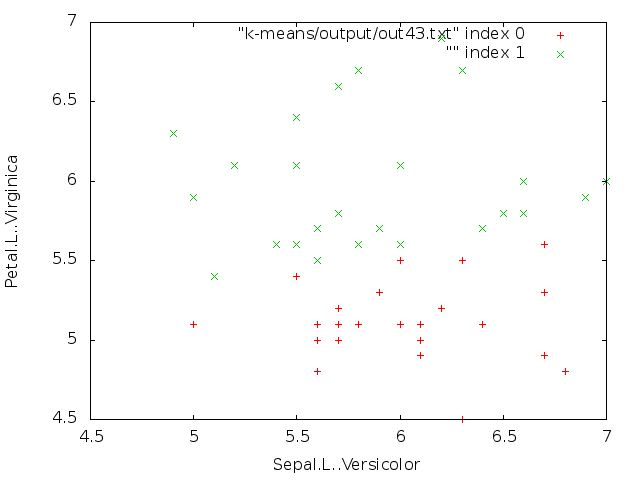 "k-means/output/out43.txt" index 0
"" index 1
7
6.5
6
5.5
5
4.5
Petal.L..Virginica
4.5 5 5.5 6 6.5 7
Sepal.L..Versicolor